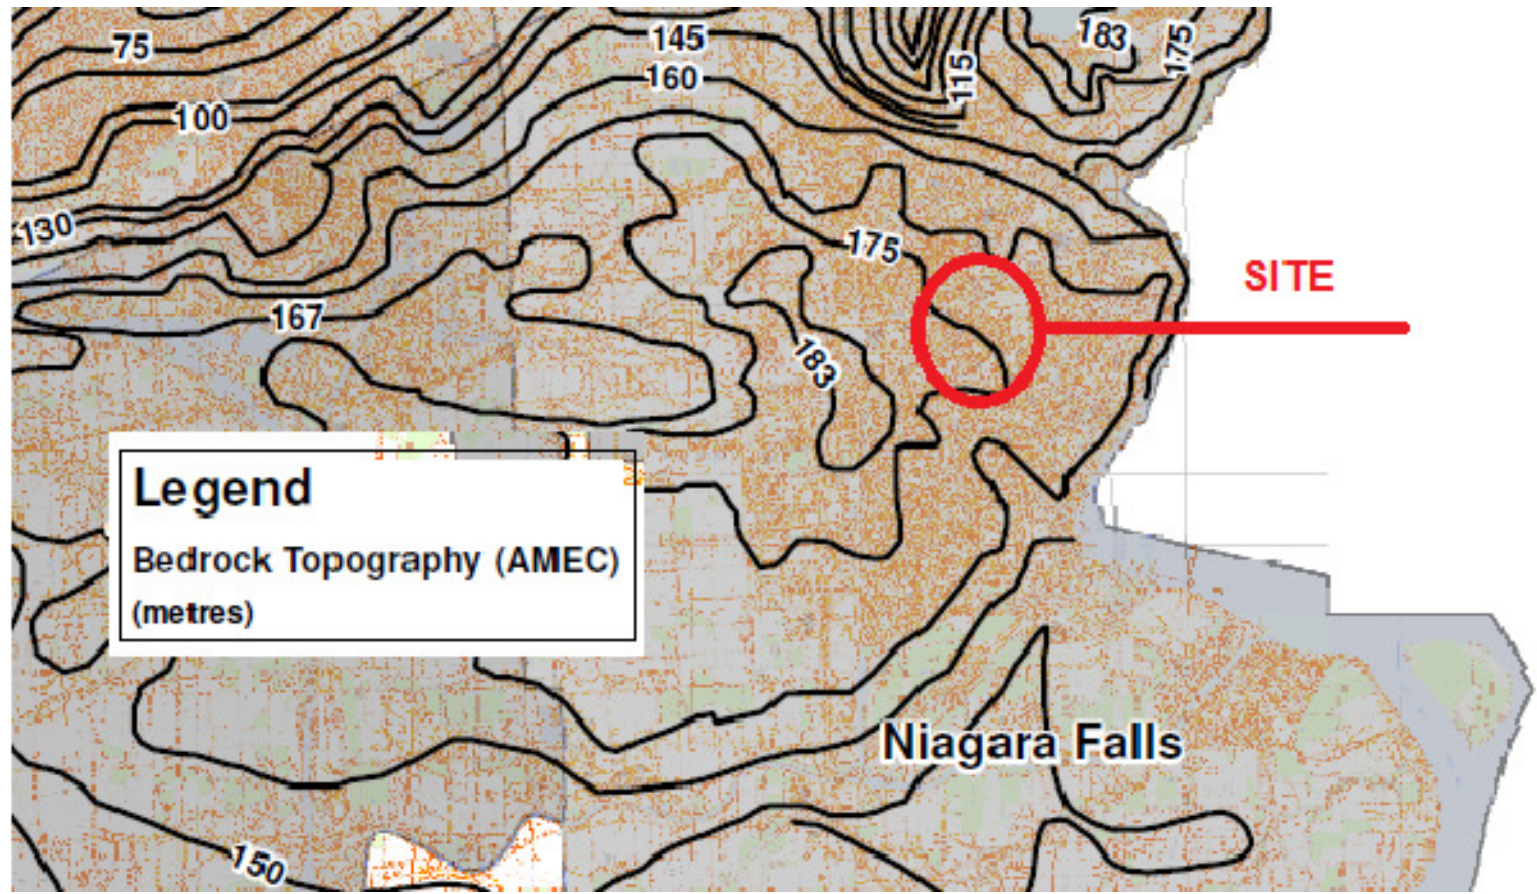 183
175
75
145
115
160
100
130
175
SITE
167
183
Legend
Bedrock Topography (AMEC)
(metres)
Niagara Falls
150